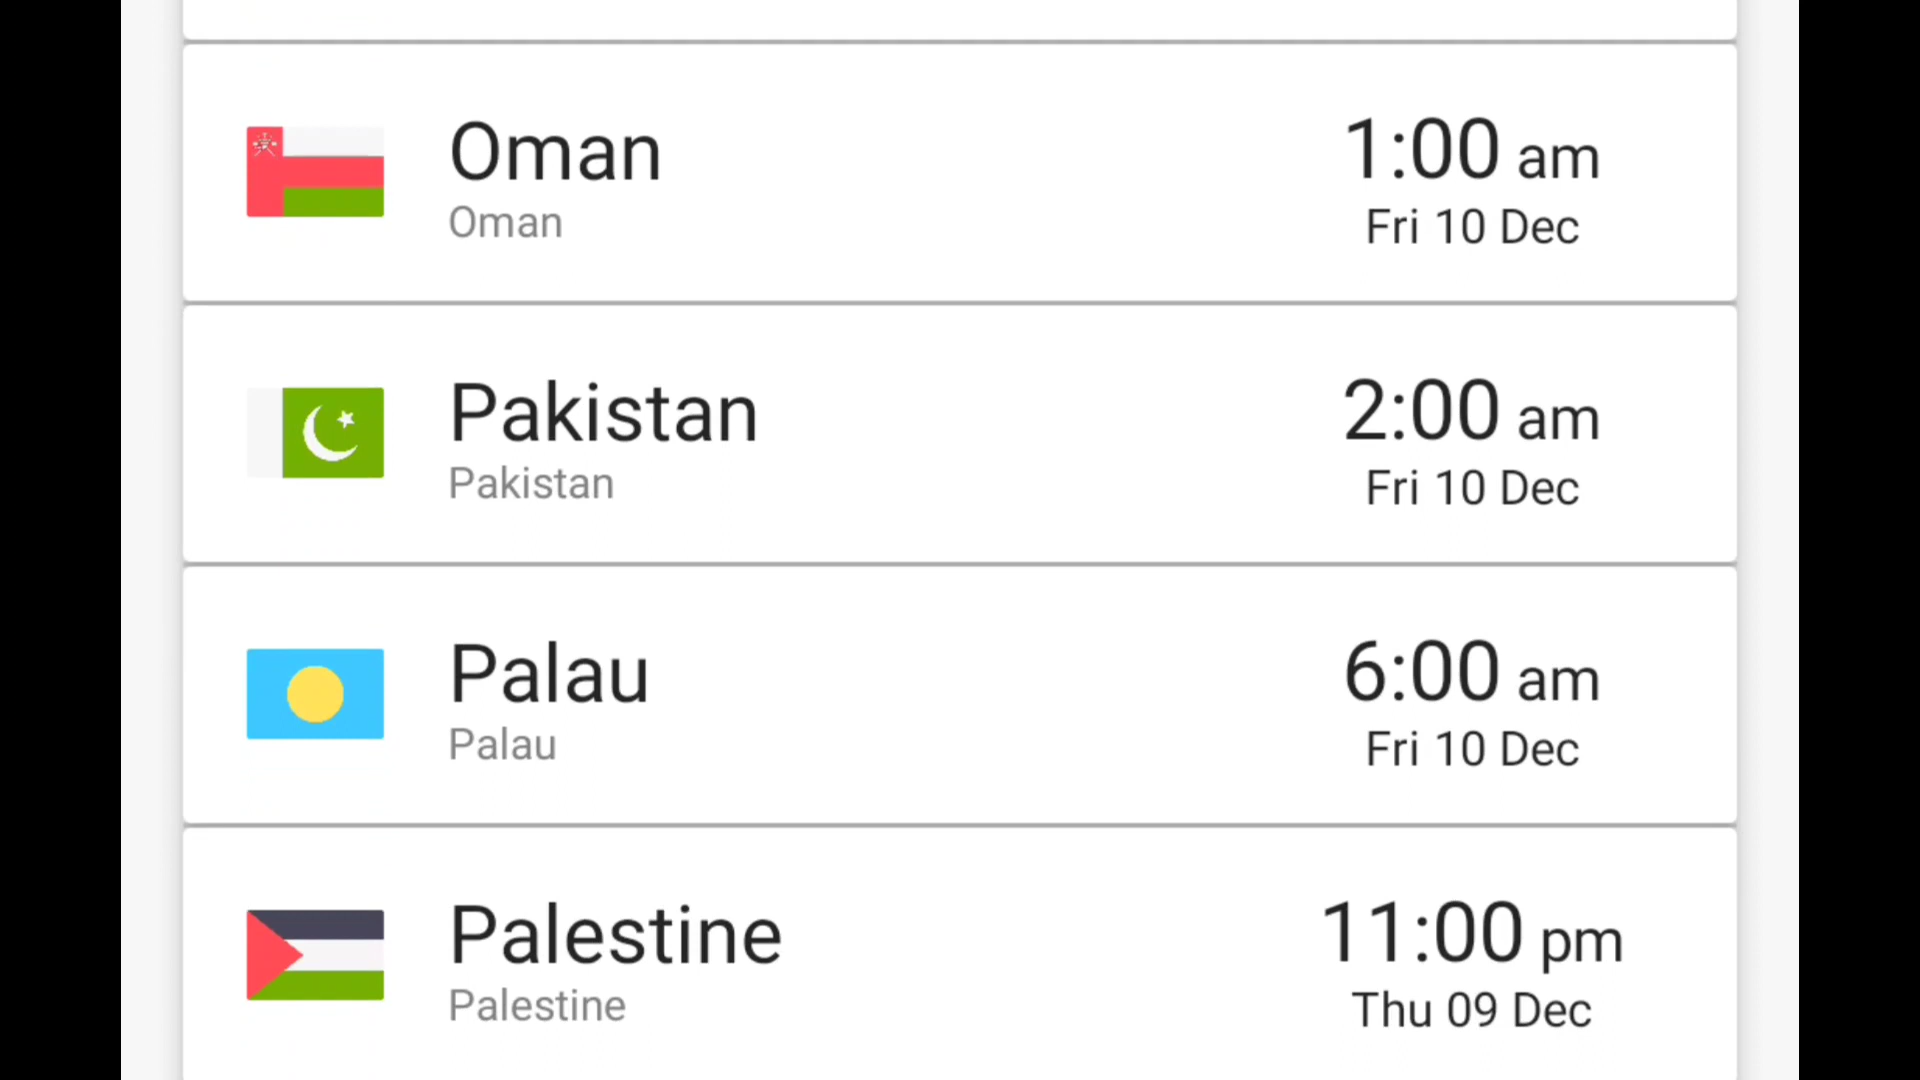 Oman
Oman
1:00 am
Fri 10 Dec
Pakistan
Pakistan
2:00 am
Fri 10 Dec
Palau
Palau
6:00 am
Fri 10 Dec
Palestine
Palestine
11:00 pm
Thu 09 Dec